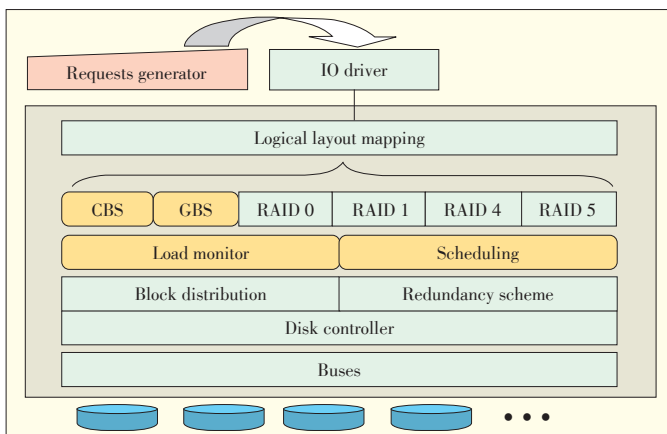 Requests generator
IO driver
Logical layout mapping
CBS GBS RAID 0 RAID 1 RAID 4 RAID 5
Load monitor Scheduling
Block distribution Redundancy scheme
Disk controller
Buses